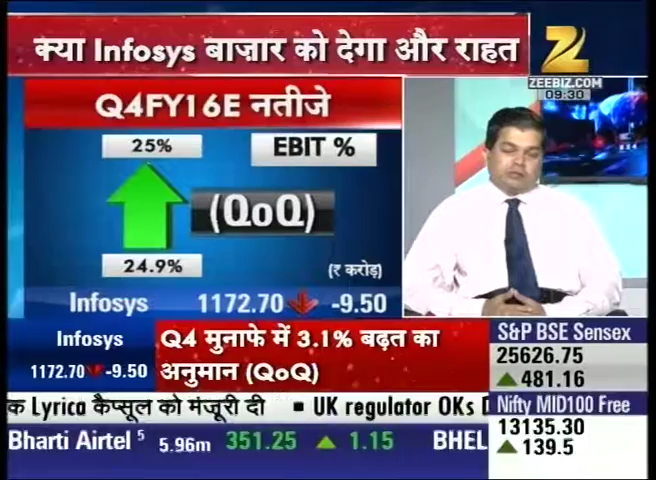 क्या Infosys बाज़ार को देगा और राहत
ZEEBIZ.COM
09:30
Q4FY16E नतीजे
25%
EBIT %
(QoQ)
24.9%
(₹ करोड़)
Infosys 1172.70 -9.50
Infosys
1172.70 -9.50
Q4 मुनाफे में 3.1% बढ़त का
अनुमान (QoQ)
S&P BSE Sensex
25626.75
481.16
Nifty MID100 Free
13135.30
139.5
क Lyrica कैप्सूल को मंजूरी दी ■ UK regulator OKs
Bharti Airtel 5 5.96m 351.25 1.15 BHEL